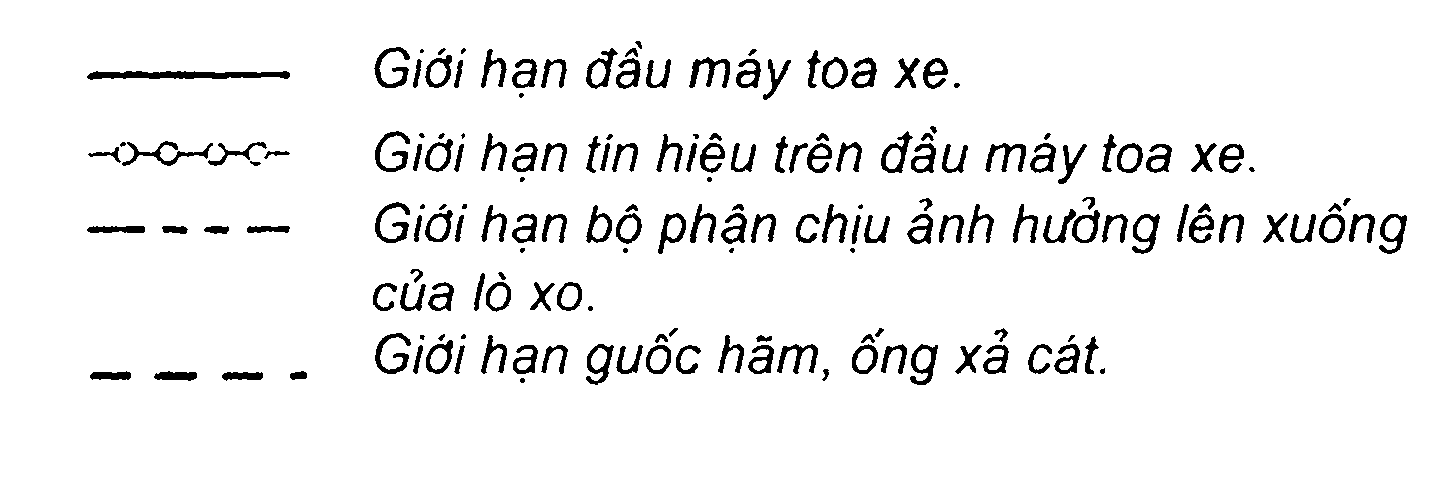 Giới hạn đầu máy toa xe.
Giới hạn tín hiệu trên đầu máy toa xe.
Giới hạn bộ phận chịu ảnh hưởng lên xuống
của lò xo.
Giới hạn guốc hãm, ống xả cát.